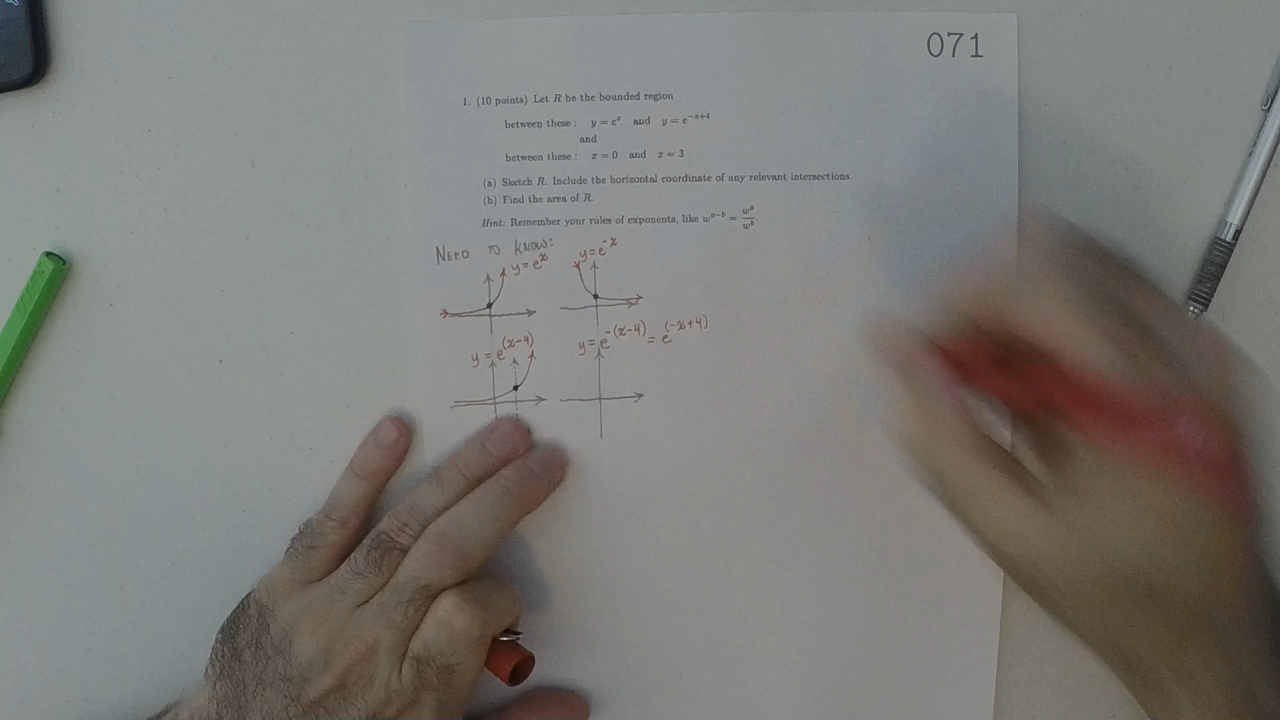 071
1. (10 points) Let R be the bounded region
between these : y = e^x and y = e^{-x+4}
and
between these : x = 0 and x = 3
(a) Sketch R. Include the horizontal coordinate of any relevant intersections.
(b) Find the area of R.
Hint: Remember your rules of exponents, like w^{a-b} = \frac{w^a}{w^b}.
NEED TO KNOW:
y=e^x y=e^{-x}
y=e^{(x-4)} y=e^{-(x-4)}=e^{(-x+4)}